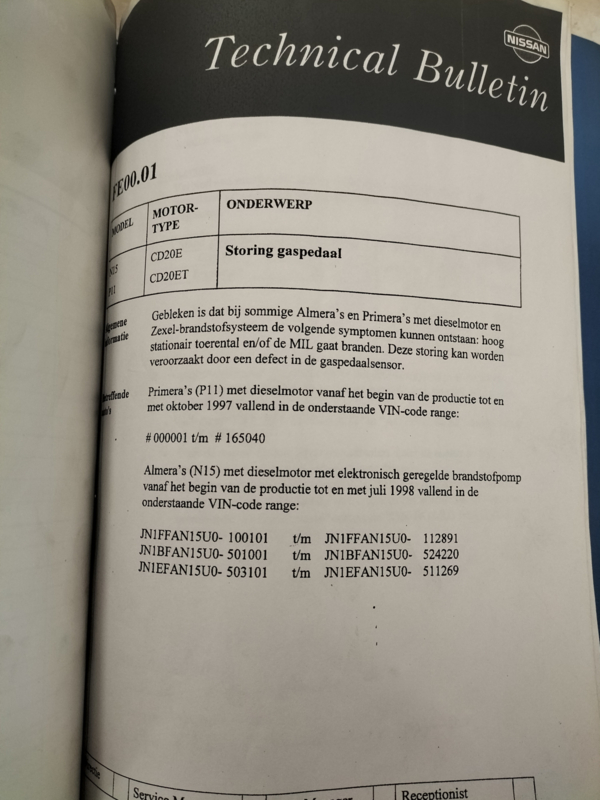 NISSAN
Technical Bulletin
FE00.01
MODEL
MOTOR-
TYPE
ONDERWERP
N15
P11
CD20E
CD20ET
Storing gaspedaal
Gebleken is dat bij sommige Almera's en Primera's met dieselmotor en
Zexel-brandstofsysteem de volgende symptomen kunnen ontstaan: hoog
stationair toerental en/of de MIL gaat branden. Deze storing kan worden
veroorzaakt door een defect in de gaspedaalsensor.
Primera's (P11) met dieselmotor vanaf het begin van de productie tot en
met oktober 1997 vallend in de onderstaande VIN-code range:
# 000001 t/m # 165040
Almera's (N15) met dieselmotor met elektronisch geregelde brandstofpomp
vanaf het begin van de productie tot en met juli 1998 vallend in de
onderstaande VIN-code range:
JN1FFAN15U0- 100101 t/m JN1FFAN15U0- 112891
JN1BFAN15U0- 501001 t/m JN1BFAN15U0- 524220
JN1EFAN15U0- 503101 t/m JN1EFAN15U0- 511269
Service
Receptionist